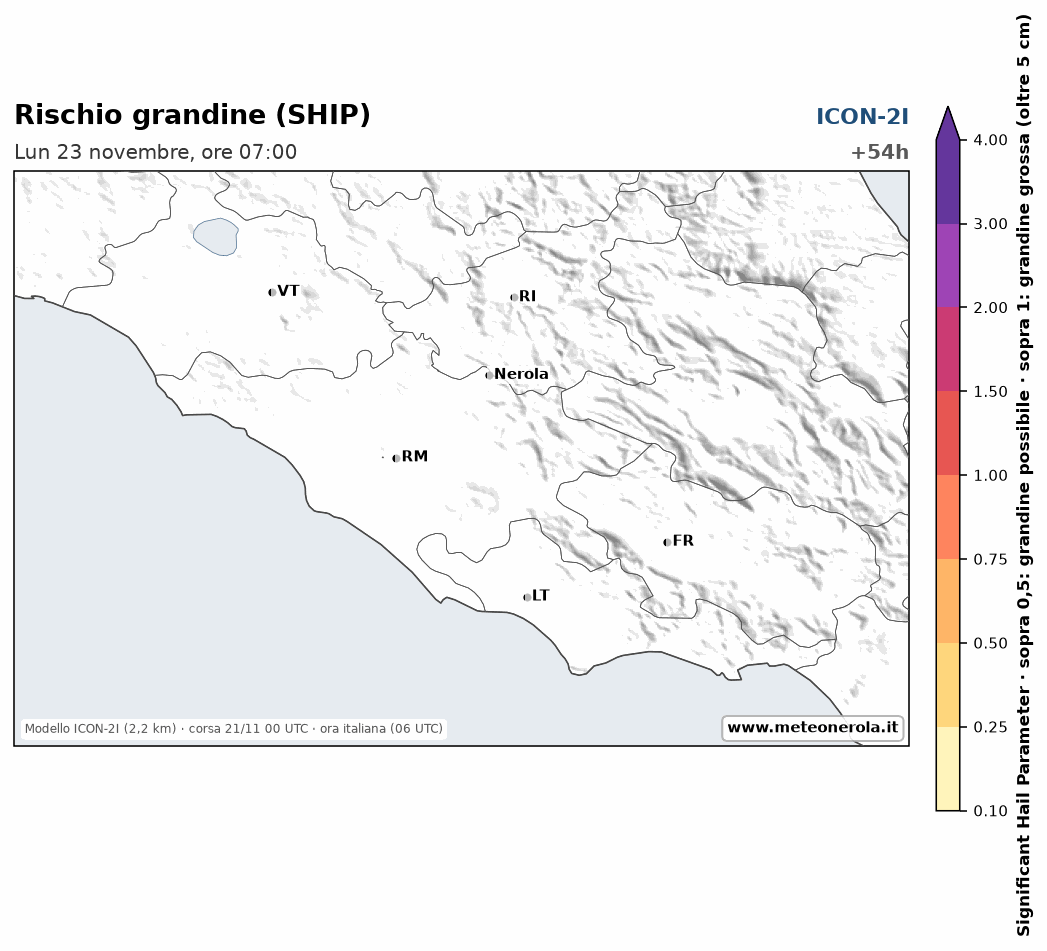 Rischio grandine (SHIP)
ICON-2I
Lun 23 novembre, ore 07:00
+54h
VT
RI
Nerola
RM
FR
LT
Modello ICON-2I (2,2 km) · corsa 21/11 00 UTC · ora italiana (06 UTC)
www.meteonerola.it
4.00
3.00
2.00
1.50
1.00
0.75
0.50
0.25
0.10
Significant Hail Parameter · sopra 0,5: grandine possibile · sopra 1: grandine grossa (oltre 5 cm)